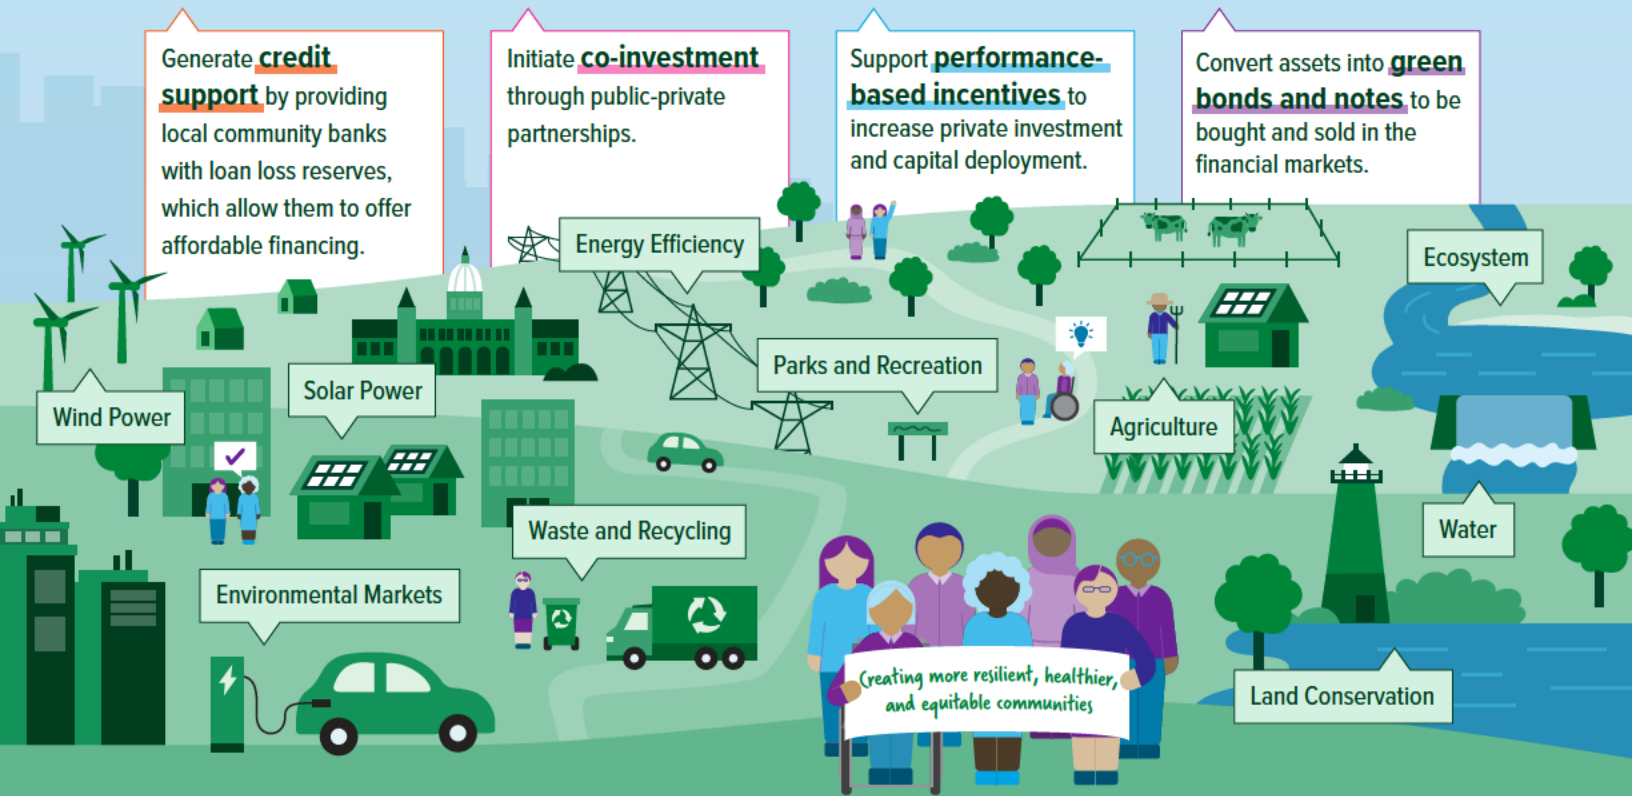 Generate credit
support by providing
local community banks
with loan loss reserves,
which allow them to offer
affordable financing.
Initiate co-investment
through public-private
partnerships.
Support performance-
based incentives to
increase private investment
and capital deployment.
Convert assets into green
bonds and notes to be
bought and sold in the
financial markets.
Energy Efficiency
Ecosystem
Parks and Recreation
Solar Power
Wind Power
Agriculture
Waste and Recycling
Water
Environmental Markets
Creating more resilient, healthier,
and equitable communities
Land Conservation